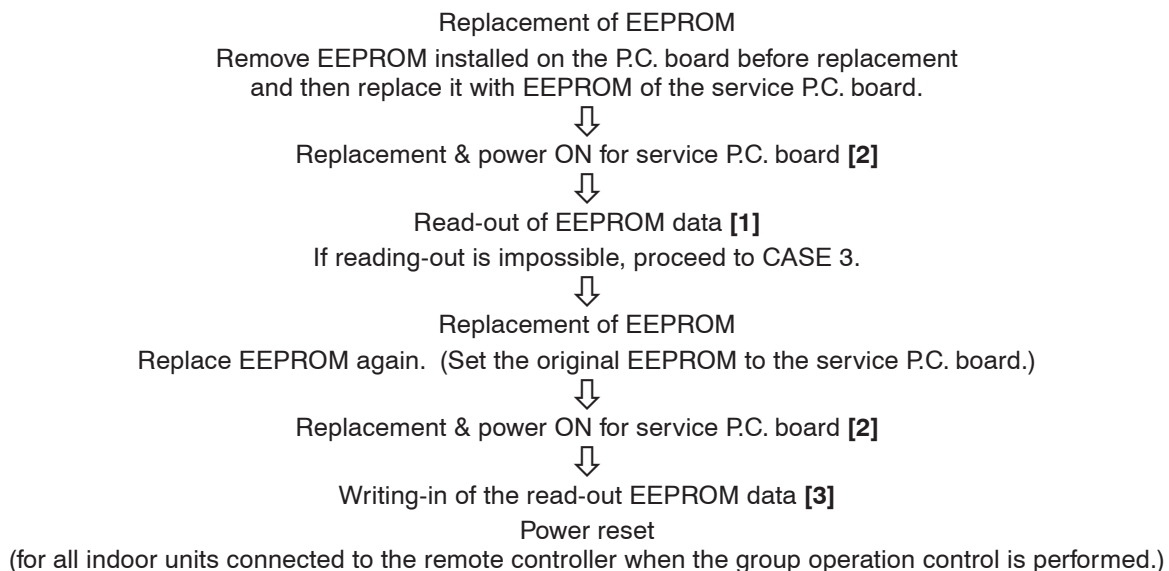 Replacement of EEPROM
Remove EEPROM installed on the P.C. board before replacement
and then replace it with EEPROM of the service P.C. board.
Replacement & power ON for service P.C. board [2]
Read-out of EEPROM data [1]
If reading-out is impossible, proceed to CASE 3.
Replacement of EEPROM
Replace EEPROM again. (Set the original EEPROM to the service P.C. board.)
Replacement & power ON for service P.C. board [2]
Writing-in of the read-out EEPROM data [3]
Power reset
(for all indoor units connected to the remote controller when the group operation control is performed.)